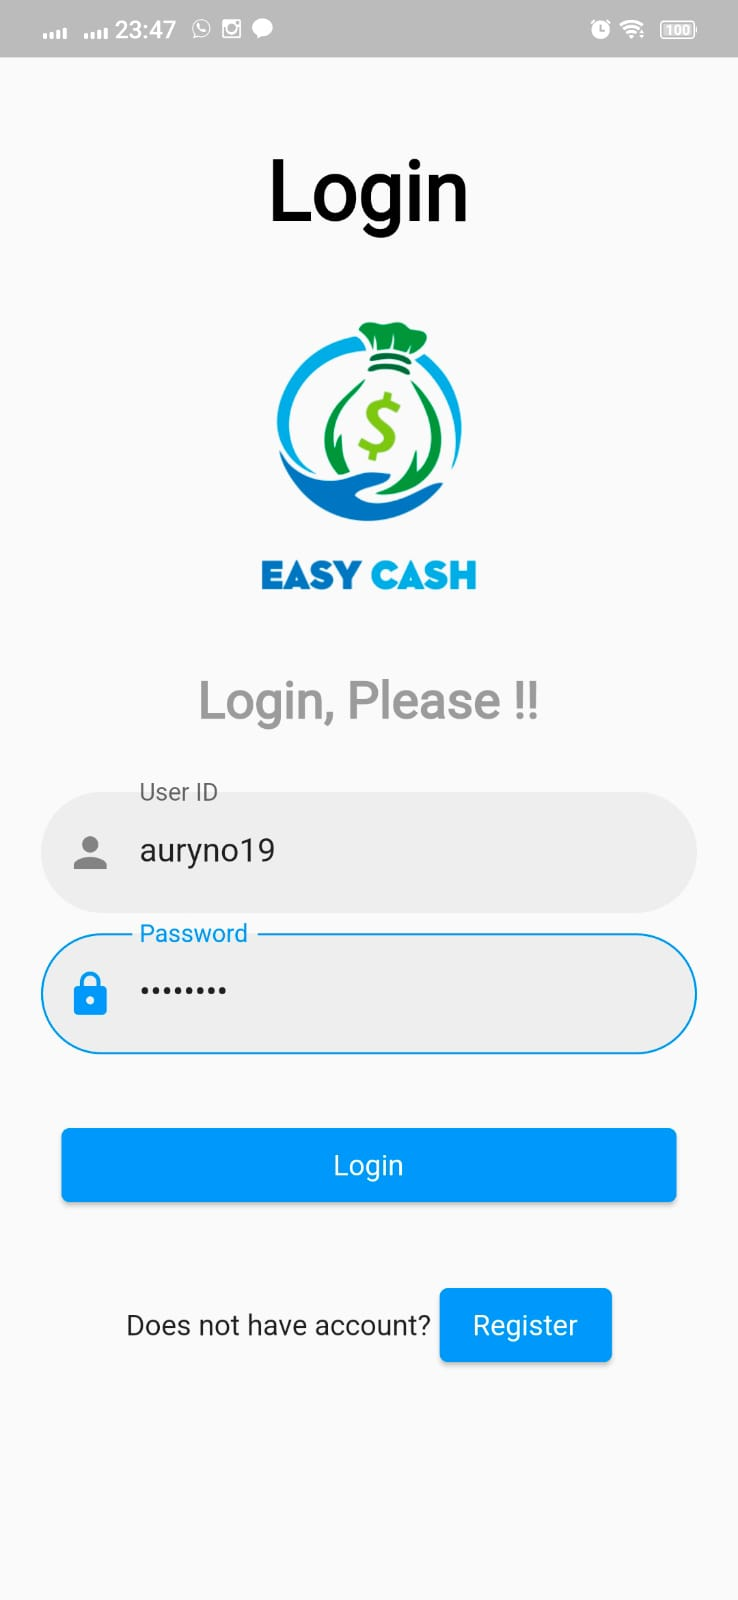 23:47
100
Login
$
EASY CASH
Login, Please !!
User ID
auryno19
Password
••••••••
Login
Does not have account? Register